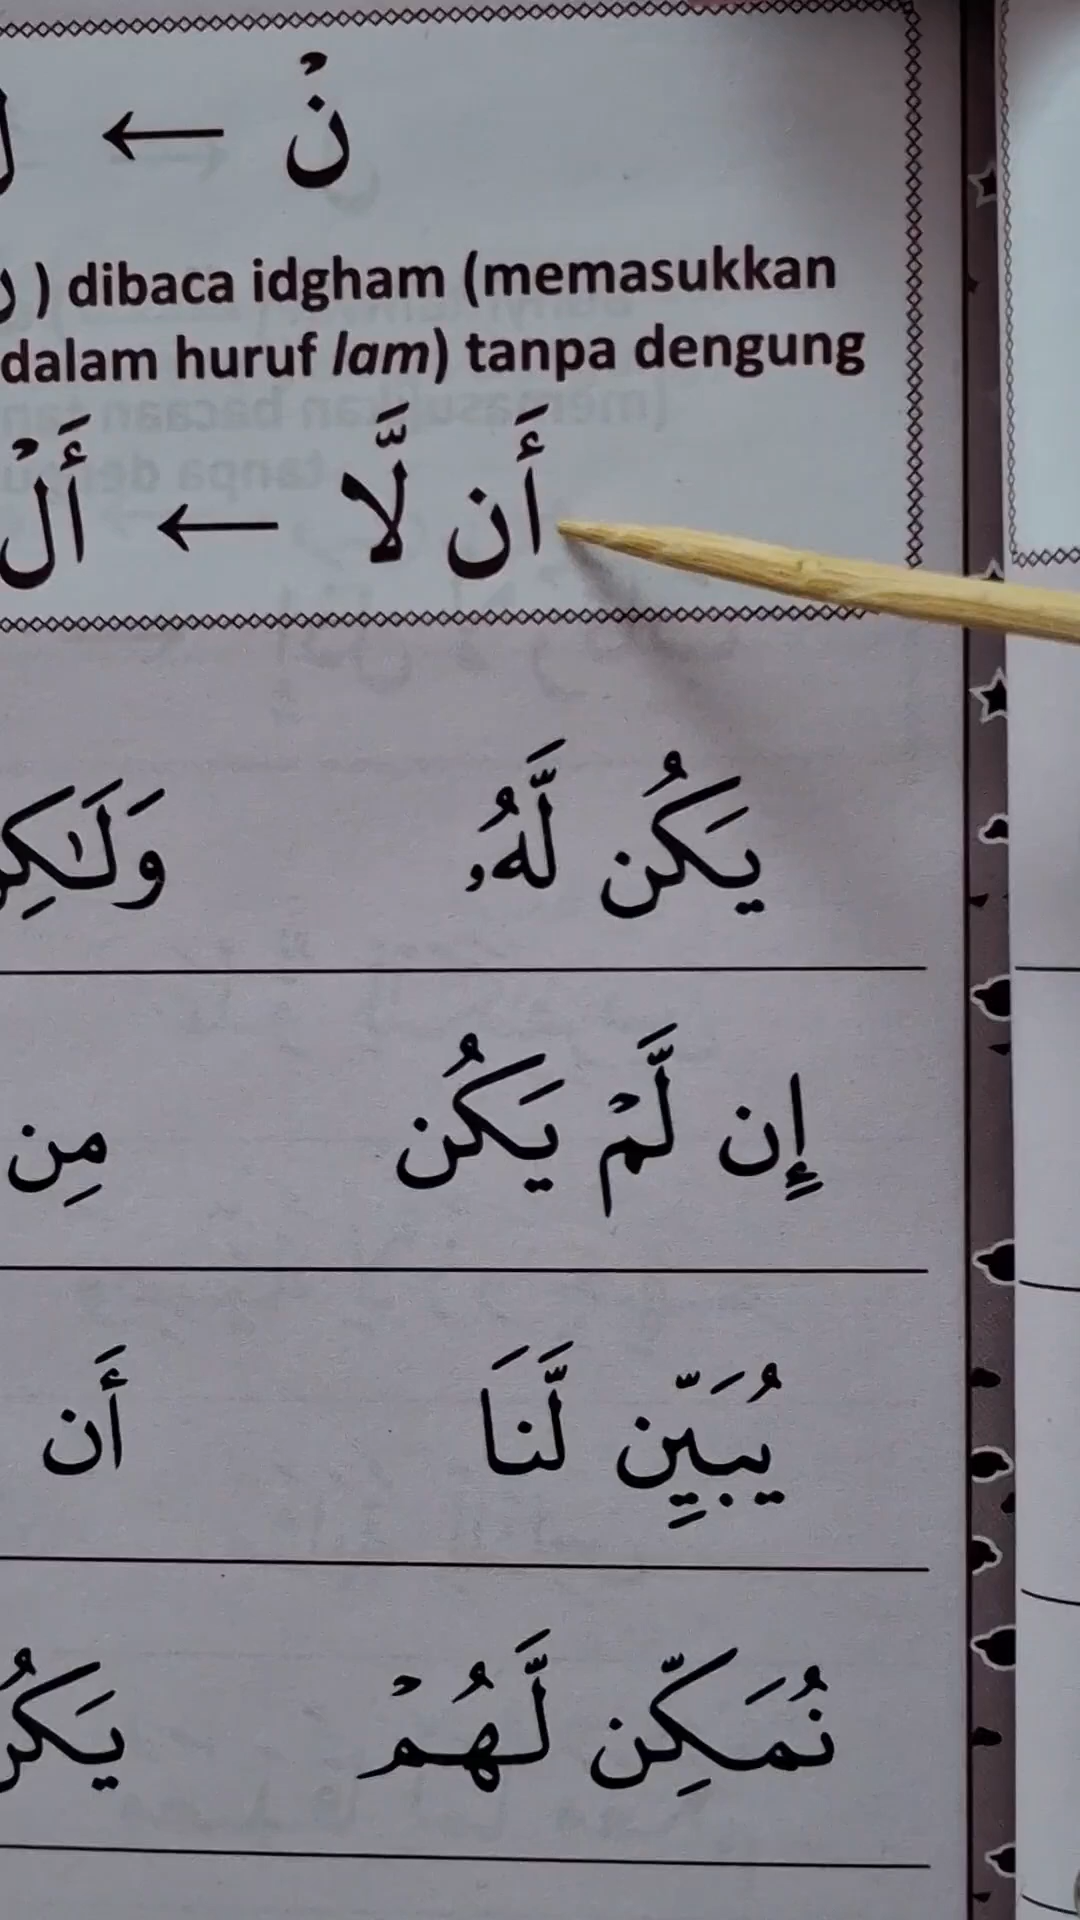 نۡ ←
) dibaca idgham (memasukkan
dalam huruf lam) tanpa dengung
أَن لَّا ← أَلۡ
يَكُن لَّهُۥ
إِن لَّمۡ يَكُن مِن
يُبَيِّن لَّنَا أَن
نُمَكِّن لَّهُمۡ